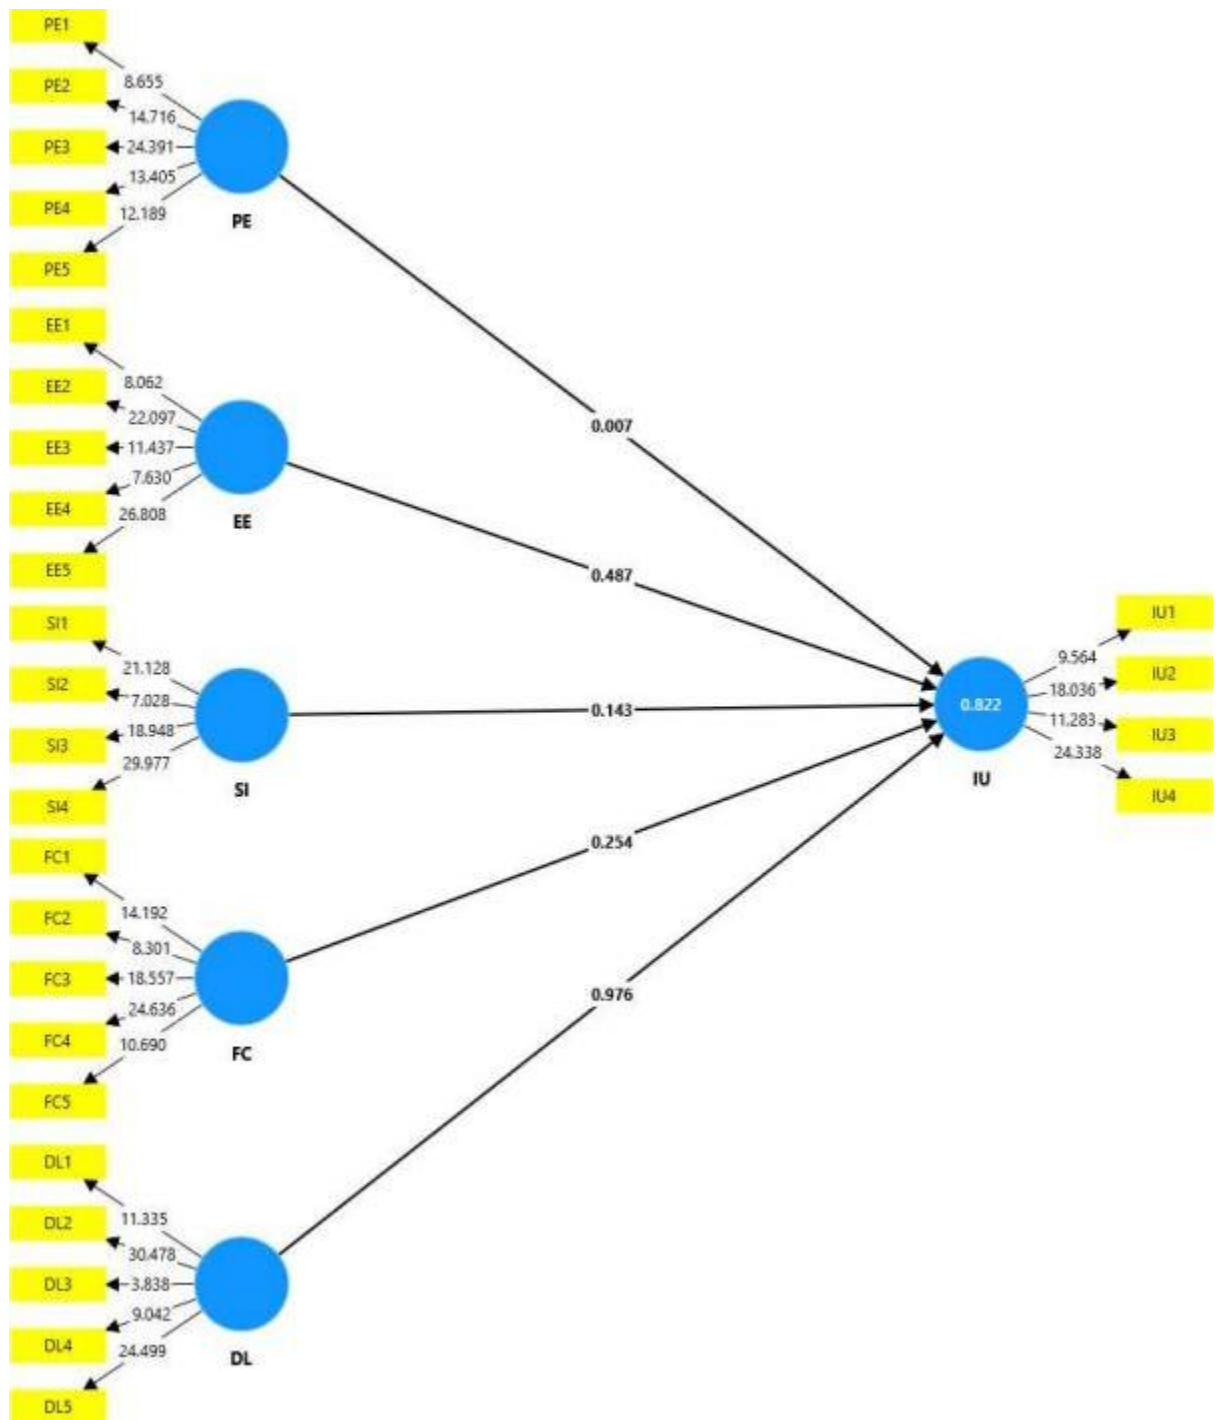 PE1
8.655
PE2
14.716
PE3
24.391
13.405
PE4
12.189
PE
PE5
EE1
8.062
EE2
22.097
0.007
EE3
11.437
7.630
EE4
26.808
EE
EE5
0.487
SI1
21.128
SI2
7.028
SI3
18.948
29.977
SI4
SI
0.143
IU1
9.564
IU2
18.036
0.822
11.283
IU3
24.338
IU
IU4
FC1
14.192
FC2
8.301
FC3
18.557
24.636
FC4
10.690
FC
FC5
0.254
0.976
DL1
11.335
DL2
30.478
DL3
3.838
9.042
DL4
24.499
DL
DL5